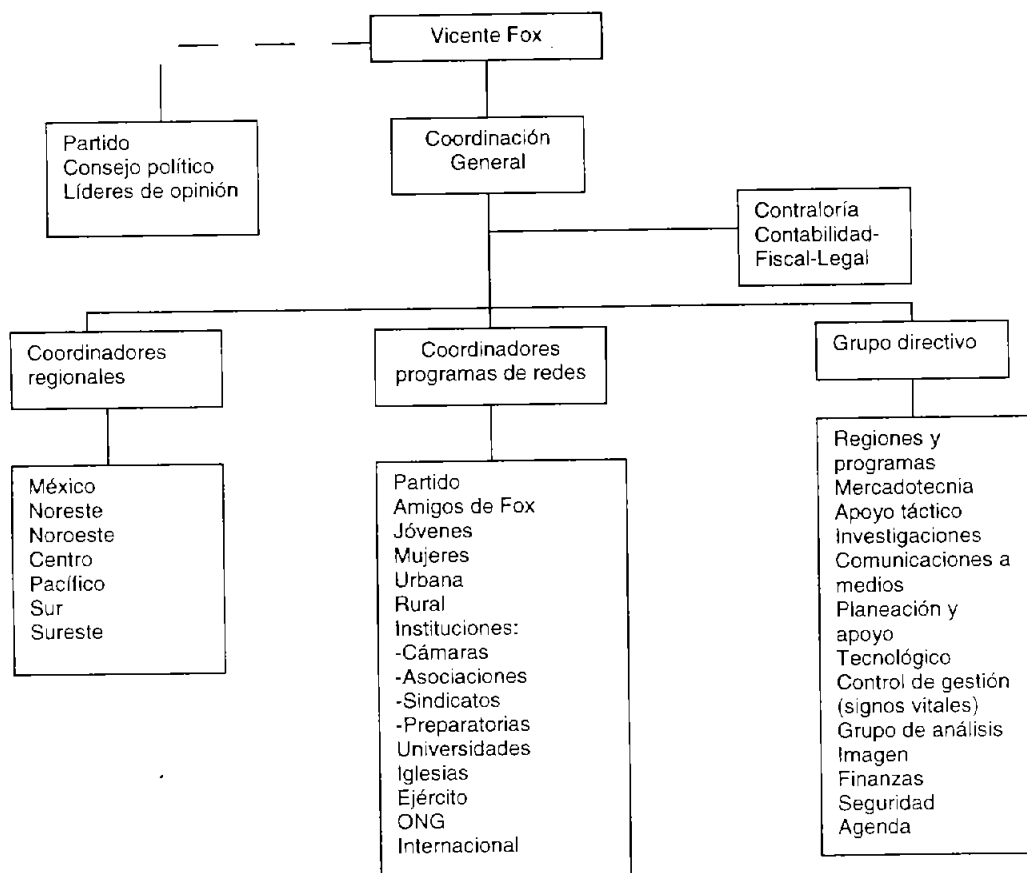 Vicente Fox
Partido
Consejo político
Líderes de opinión
Coordinación
General
Contraloría
Contabilidad-
Fiscal-Legal
Coordinadores
regionales
Coordinadores
programas de redes
Grupo directivo
México
Noreste
Noroeste
Centro
Pacífico
Sur
Sureste
Partido
Amigos de Fox
Jóvenes
Mujeres
Urbana
Rural
Instituciones:
-Cámaras
-Asociaciones
-Sindicatos
-Preparatorias
Universidades
Iglesias
Ejército
ONG
Internacional
Regiones y
programas
Mercadotecnia
Apoyo táctico
Investigaciones
Comunicaciones a
medios
Planeación y
apoyo
Tecnológico
Control de gestión
(signos vitales)
Grupo de análisis
Imagen
Finanzas
Seguridad
Agenda